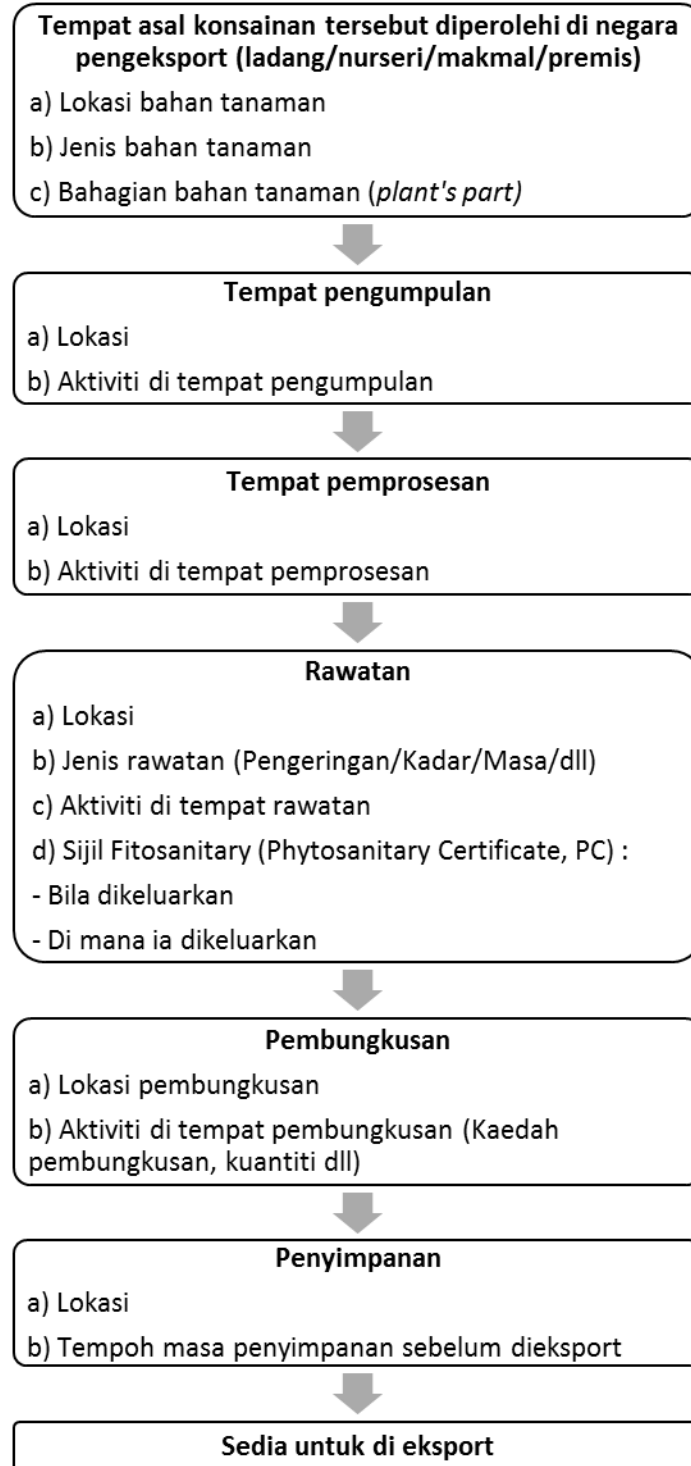 Tempat asal konsainan tersebut diperolehi di negara
pengeksport (ladang/nurseri/makmal/premis)
a) Lokasi bahan tanaman
b) Jenis bahan tanaman
c) Bahagian bahan tanaman (plant's part)
Tempat pengumpulan
a) Lokasi
b) Aktiviti di tempat pengumpulan
Tempat pemprosesan
a) Lokasi
b) Aktiviti di tempat pemprosesan
Rawatan
a) Lokasi
b) Jenis rawatan (Pengeringan/Kadar/Masa/dll)
c) Aktiviti di tempat rawatan
d) Sijil Fitosanitary (Phytosanitary Certificate, PC) :
- Bila dikeluarkan
- Di mana ia dikeluarkan
Pembungkusan
a) Lokasi pembungkusan
b) Aktiviti di tempat pembungkusan (Kaedah
pembungkusan, kuantiti dll)
Penyimpanan
a) Lokasi
b) Tempoh masa penyimpanan sebelum dieksport
Sedia untuk di eksport